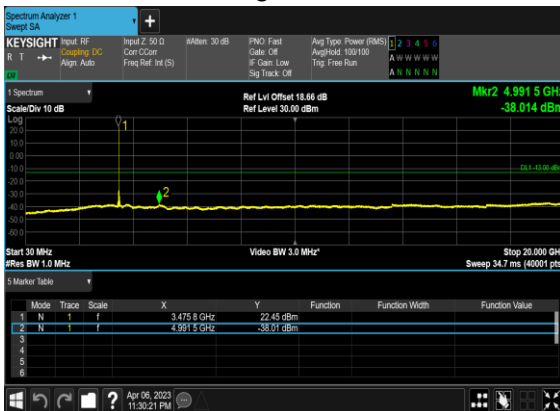 Spectrum Analyzer 1
Swept SA
+
KEYSIGHT Input: RF Input Z: 50 Ω #Atten: 30 dB PNO: Fast Avg Type: Power (RMS) 1 2 3 4 5 6
R T Coupling: DC Corr CCorr Gate: Off Avg|Hold: 100/100 A W W W W W
Align: Auto Freq Ref: Int (S) IF Gain: Low Trig: Free Run
Sig Track: Off A N N N N N
LV
1 Spectrum Ref Lvl Offset 18.66 dB Mkr2 4.991 5 GHz
Scale/Div 10 dB Ref Level 30.00 dBm -38.014 dBm
Log
1
20.0
10.0
0.00
-10.0 DL1 -13.00 dBm
-20.0
-30.0 2
-40.0
-50.0
-60.0
Start 30 MHz Video BW 3.0 MHz* Stop 20.000 GH
#Res BW 1.0 MHz Sweep 34.7 ms (40001 pts
5 Marker Table
Mode Trace Scale X Y Function Function Width Function Value
1 N 1 f 3.475 8 GHz 22.45 dBm
2 N 1 f 4.991 5 GHz -38.01 dBm
3
4
5
6
? Apr 06, 2023
11:30:21 PM